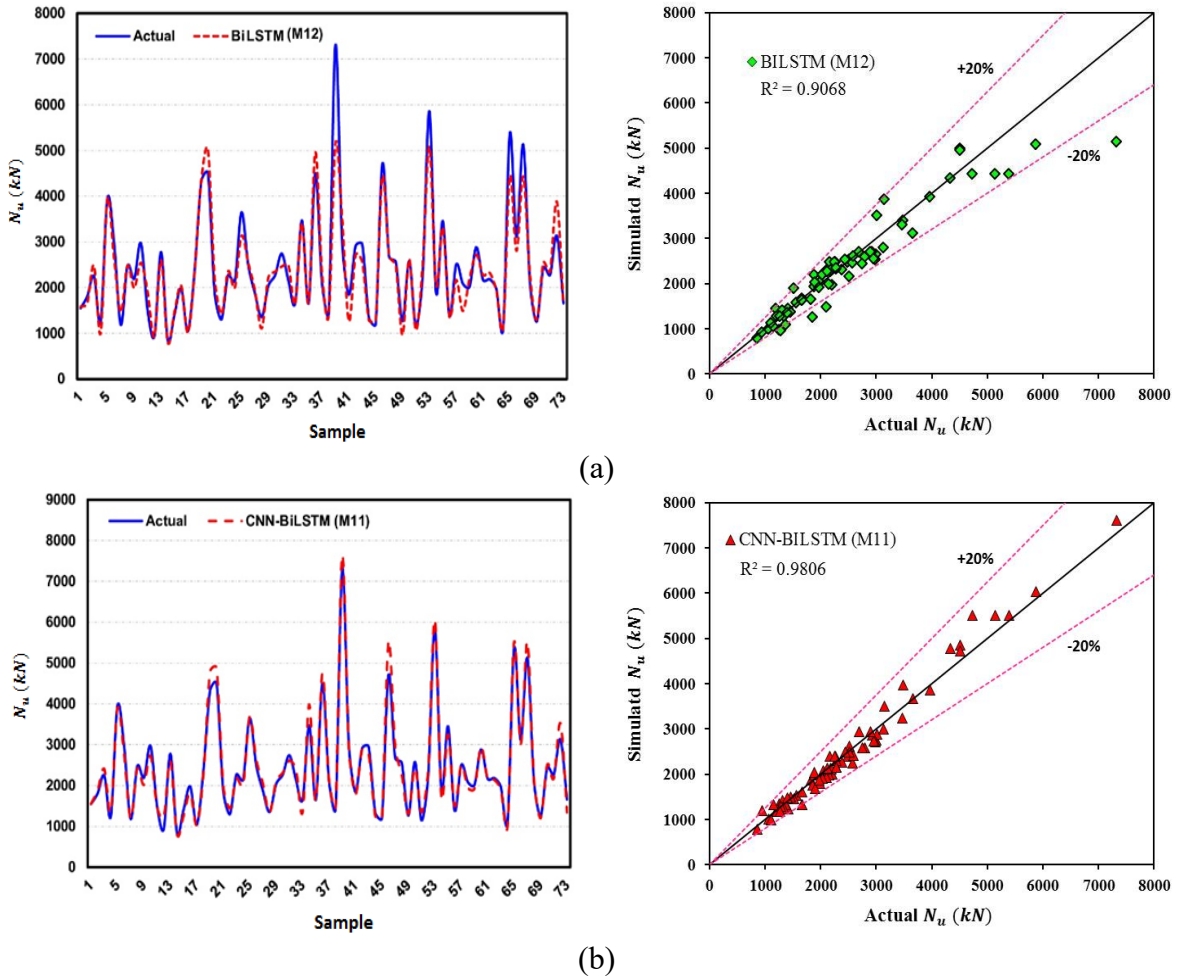 8000
7000
6000
5000
4000
3000
2000
1000
0
N_u (kN)
Actual
BiLSTM (M12)
1 5 9 13 17 21 25 29 33 37 41 45 49 53 57 61 65 69 73
Sample
8000
7000
6000
5000
4000
3000
2000
1000
0
Simulatd N_u (kN)
BILSTM (M12)
R² = 0.9068
+20%
-20%
0 1000 2000 3000 4000 5000 6000 7000 8000
Actual N_u (kN)
(a)
9000
8000
7000
6000
5000
4000
3000
2000
1000
0
N_u (kN)
Actual
CNN-BiLSTM (M11)
1 5 9 13 17 21 25 29 33 37 41 45 49 53 57 61 65 69 73
Sample
8000
7000
6000
5000
4000
3000
2000
1000
0
Simulatd N_u (kN)
CNN-BILSTM (M11)
R² = 0.9806
+20%
-20%
0 1000 2000 3000 4000 5000 6000 7000 8000
Actual N_u (kN)
(b)